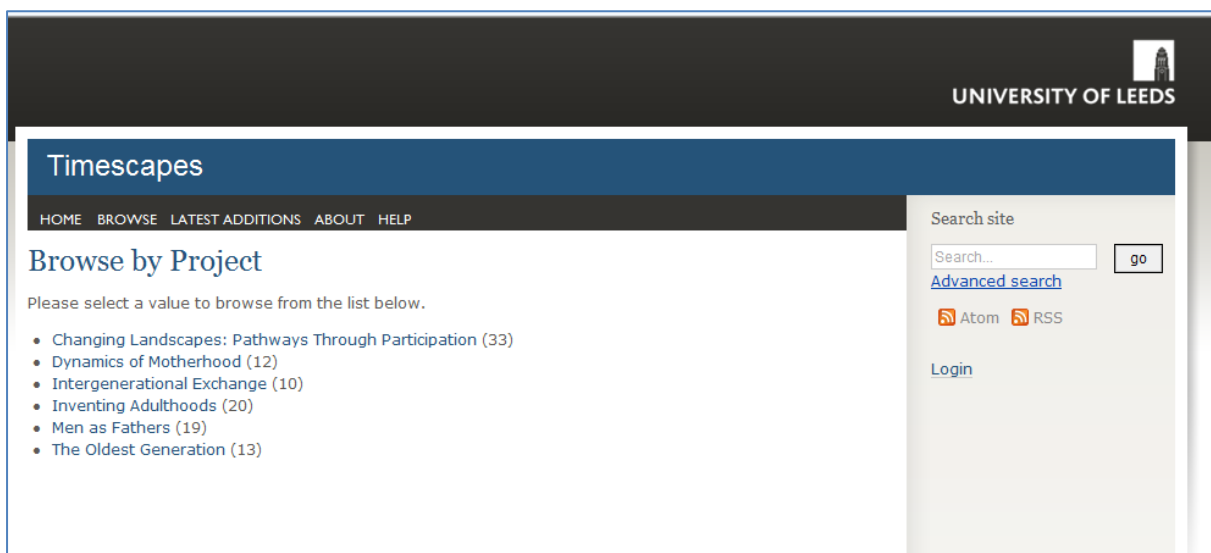 UNIVERSITY OF LEEDS
Timescapes
HOME BROWSE LATEST ADDITIONS ABOUT HELP
Browse by Project
Please select a value to browse from the list below.
• Changing Landscapes: Pathways Through Participation (33)
• Dynamics of Motherhood (12)
• Intergenerational Exchange (10)
• Inventing Adulthoods (20)
• Men as Fathers (19)
• The Oldest Generation (13)
Search site
Search... go
Advanced search
Atom RSS
Login